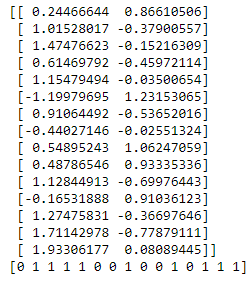 [[ 0.24466644  0.86610506]
 [ 1.01528017 -0.37900557]
 [ 1.47476623 -0.15216309]
 [ 0.61469792 -0.45972114]
 [ 1.15479494 -0.03500654]
 [-1.19979695  1.23153065]
 [ 0.91064492 -0.53652016]
 [-0.44027146 -0.02551324]
 [ 0.54895243  1.06247059]
 [ 0.48786546  0.93335336]
 [ 1.12844913 -0.69976443]
 [-0.16531888  0.91036123]
 [ 1.27475831 -0.36697646]
 [ 1.71142978 -0.77879111]
 [ 1.93306177  0.08089445]]
[0 1 1 1 1 0 0 1 0 0 1 0 1 1 1]